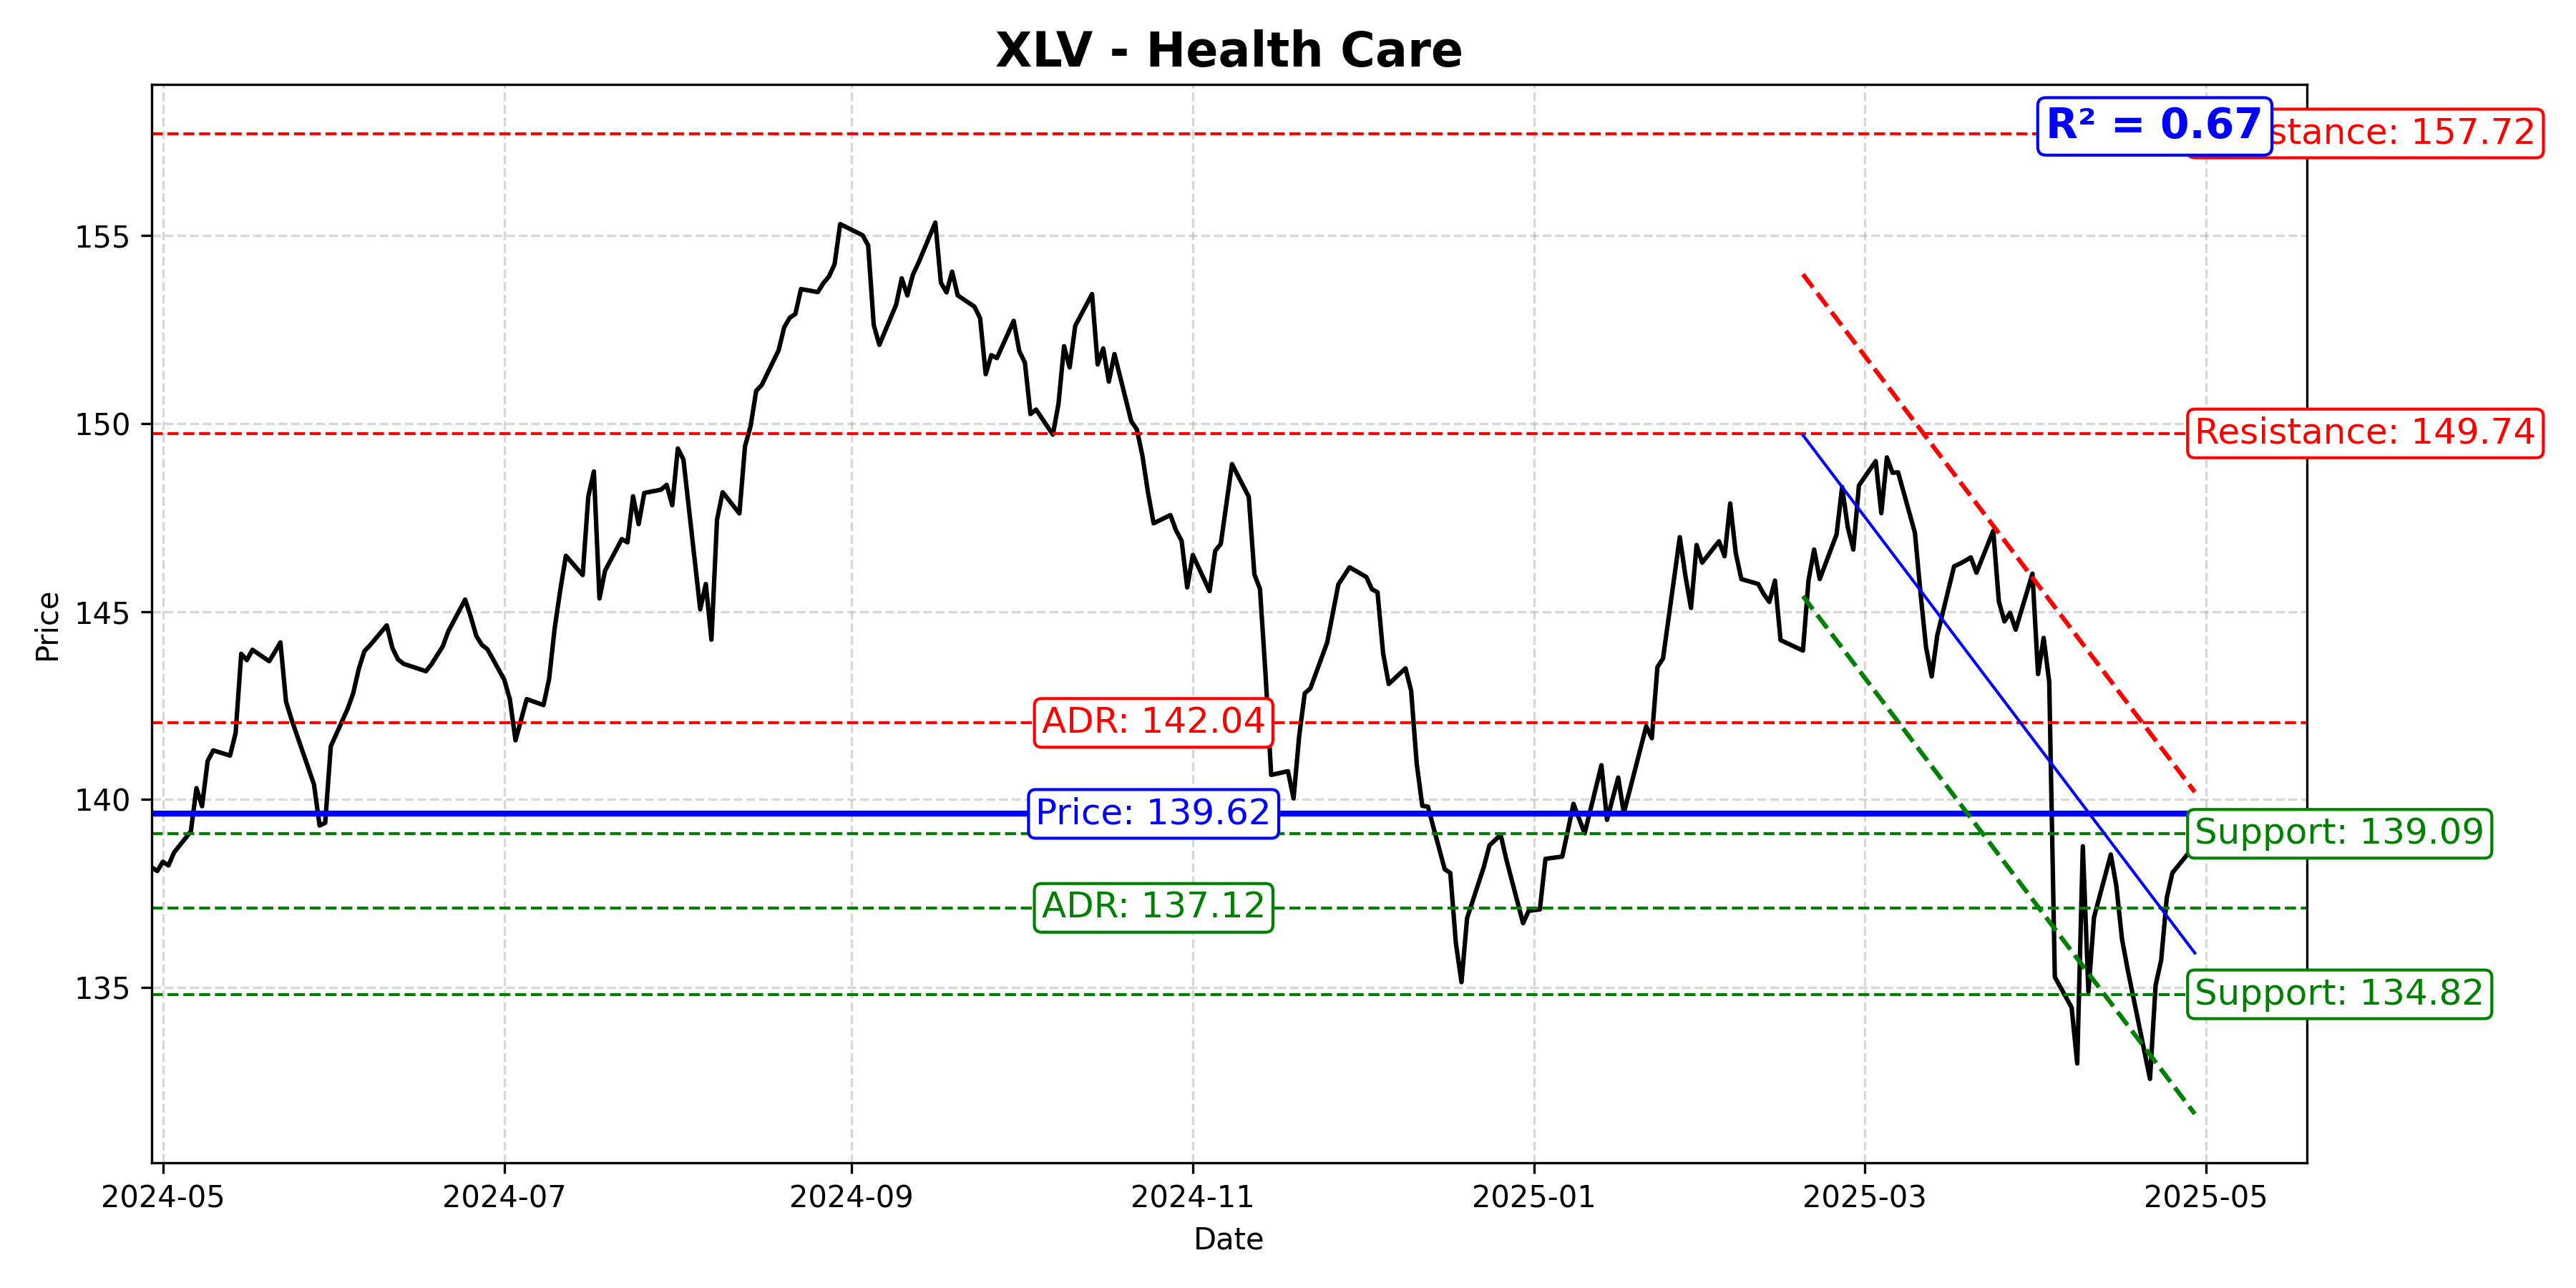 XLV - Health Care
R² = 0.67
stance: 157.72
155
150
Resistance: 149.74
145
Price
ADR: 142.04
140
Price: 139.62
Support: 139.09
ADR: 137.12
135
Support: 134.82
2024-05
2024-07
2024-09
2024-11
2025-01
2025-03
2025-05
Date